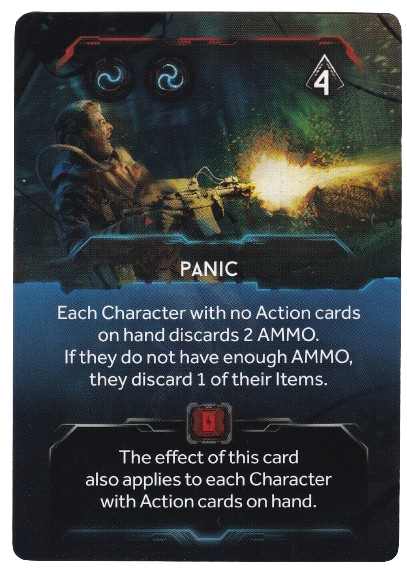 4
PANIC
Each Character with no Action cards
on hand discards 2 AMMO.
If they do not have enough AMMO,
they discard 1 of their Items.
The effect of this card
also applies to each Character
with Action cards on hand.